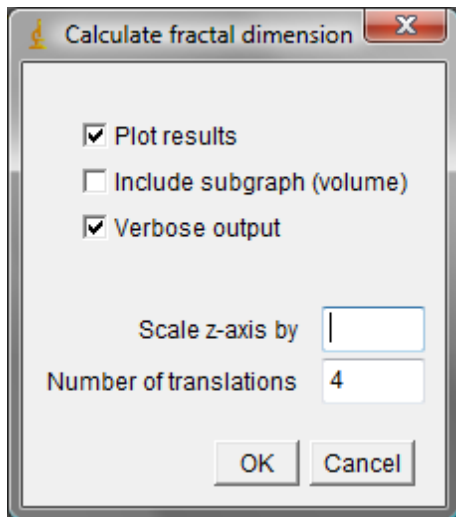 Calculate fractal dimension
Plot results
Include subgraph (volume)
Verbose output
Scale z-axis by
Number of translations 4
OK Cancel